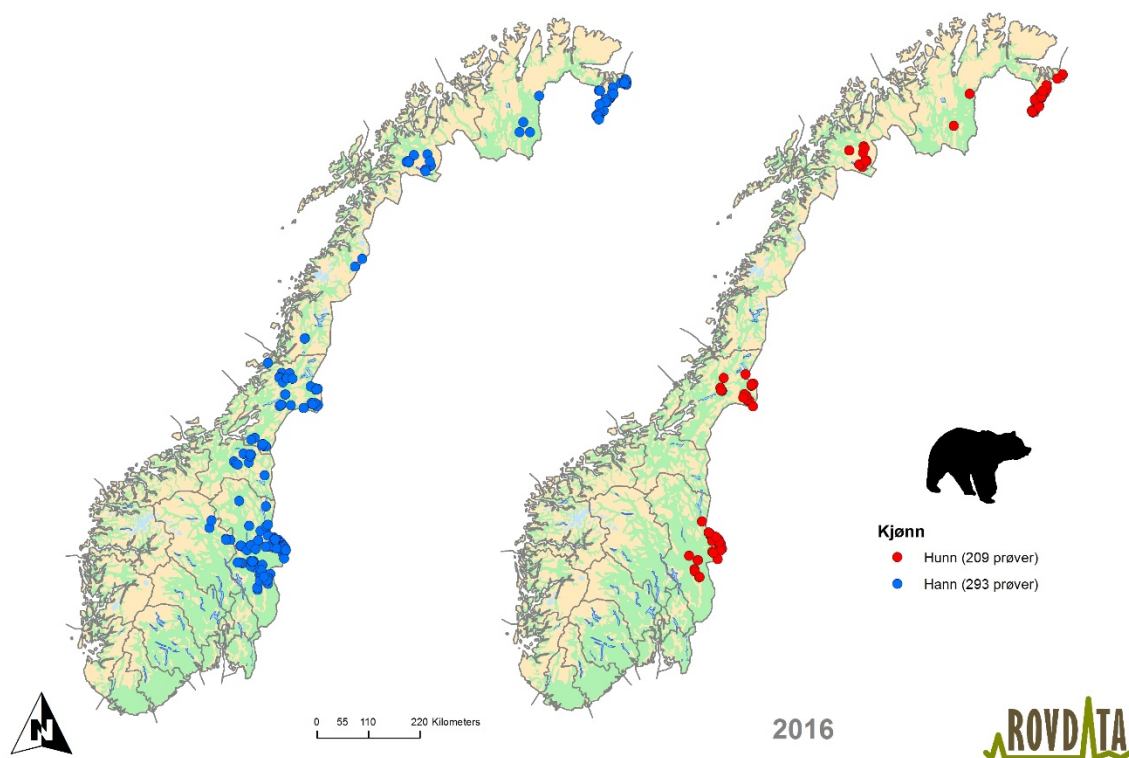 Kjønn
Hunn (209 prøver)
Hann (293 prøver)
N
0 55 110 220 Kilometers
2016
ROVDATA